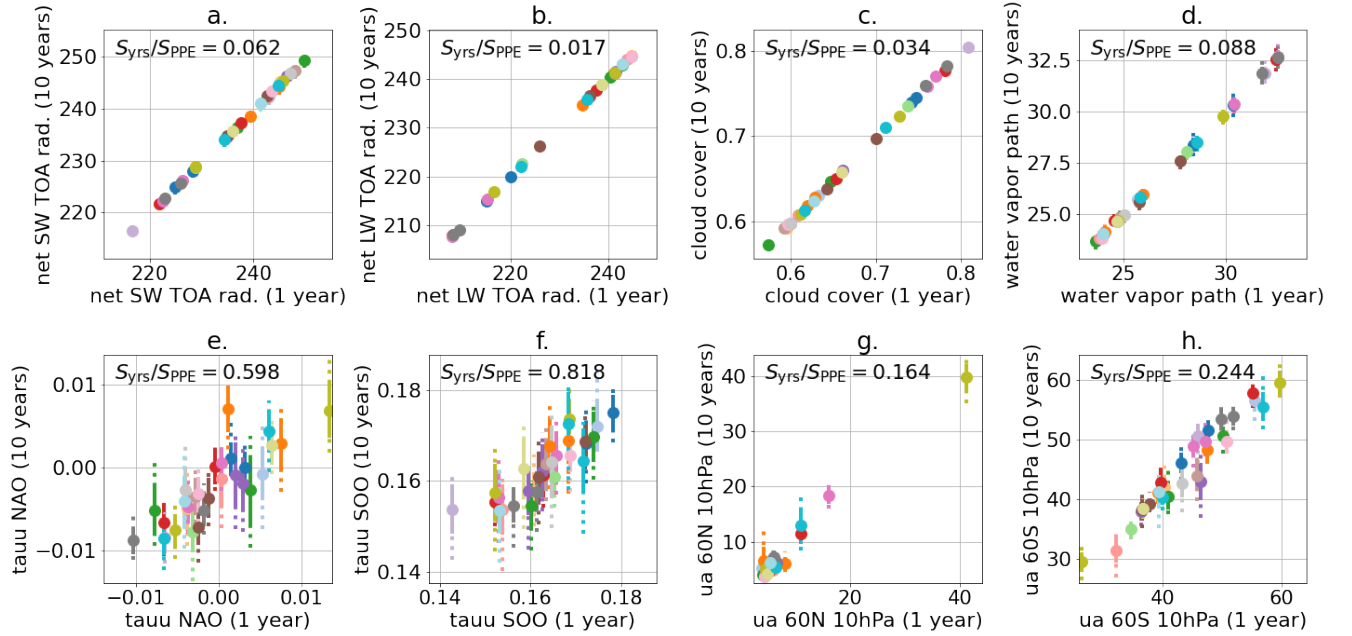 a.
S_yrs/S_PPE = 0.062
net SW TOA rad. (10 years)
250
240
230
220
220
240
net SW TOA rad. (1 year)
b.
S_yrs/S_PPE = 0.017
net LW TOA rad. (10 years)
250
240
230
220
210
220
240
net LW TOA rad. (1 year)
c.
S_yrs/S_PPE = 0.034
cloud cover (10 years)
0.8
0.7
0.6
0.6
0.7
0.8
cloud cover (1 year)
d.
S_yrs/S_PPE = 0.088
water vapor path (10 years)
32.5
30.0
27.5
25.0
25
30
water vapor path (1 year)
e.
S_yrs/S_PPE = 0.598
tauu NAO (10 years)
0.01
0.00
−0.01
−0.01
0.00
0.01
tauu NAO (1 year)
f.
S_yrs/S_PPE = 0.818
tauu SOO (10 years)
0.18
0.16
0.14
0.14
0.16
0.18
tauu SOO (1 year)
g.
S_yrs/S_PPE = 0.164
ua 60N 10hPa (10 years)
40
30
20
10
20
40
ua 60N 10hPa (1 year)
h.
S_yrs/S_PPE = 0.244
ua 60S 10hPa (10 years)
60
50
40
30
40
60
ua 60S 10hPa (1 year)